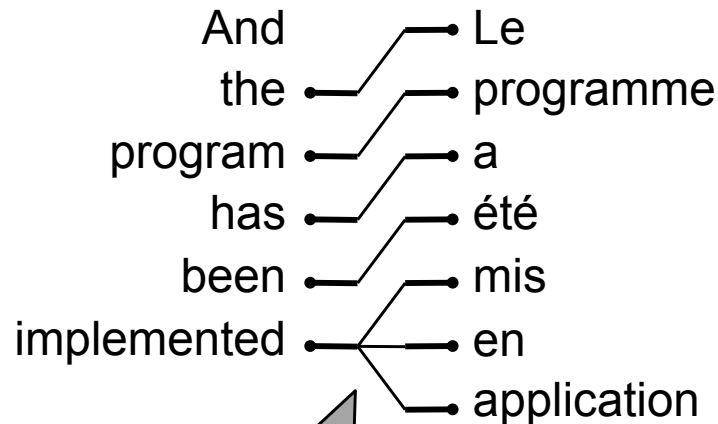 And Le
the programme
program a
has été
been mis
implemented en
application